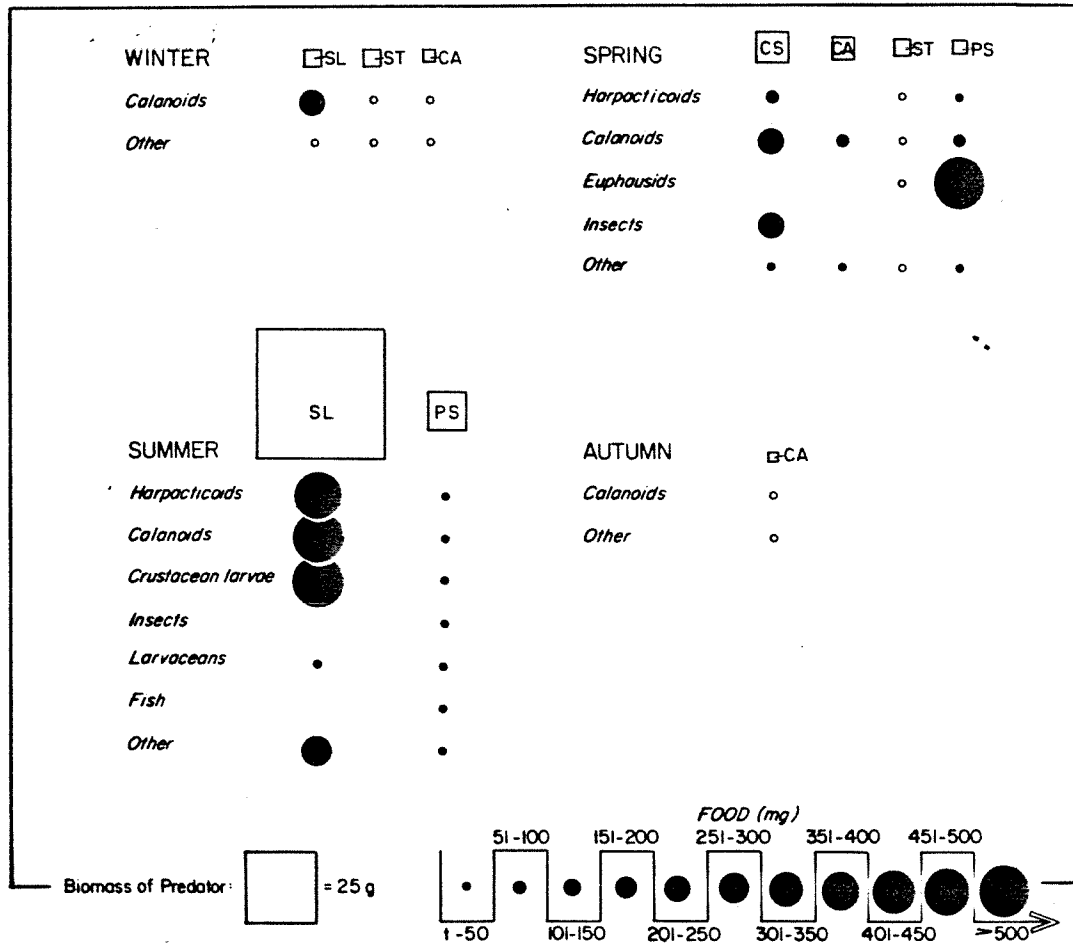 WINTER SL ST CA
Calanoids
Other
SPRING CS CA ST PS
Harpacticoids
Calanoids
Euphausids
Insects
Other
SL PS
SUMMER
Harpacticoids
Calanoids
Crustacean larvae
Insects
Larvaceans
Fish
Other
AUTUMN CA
Calanoids
Other
FOOD (mg)
51-100 151-200 251-300 351-400 451-500
Biomass of Predator: = 25 g
t-50 101-150 201-250 301-350 401-450 >500